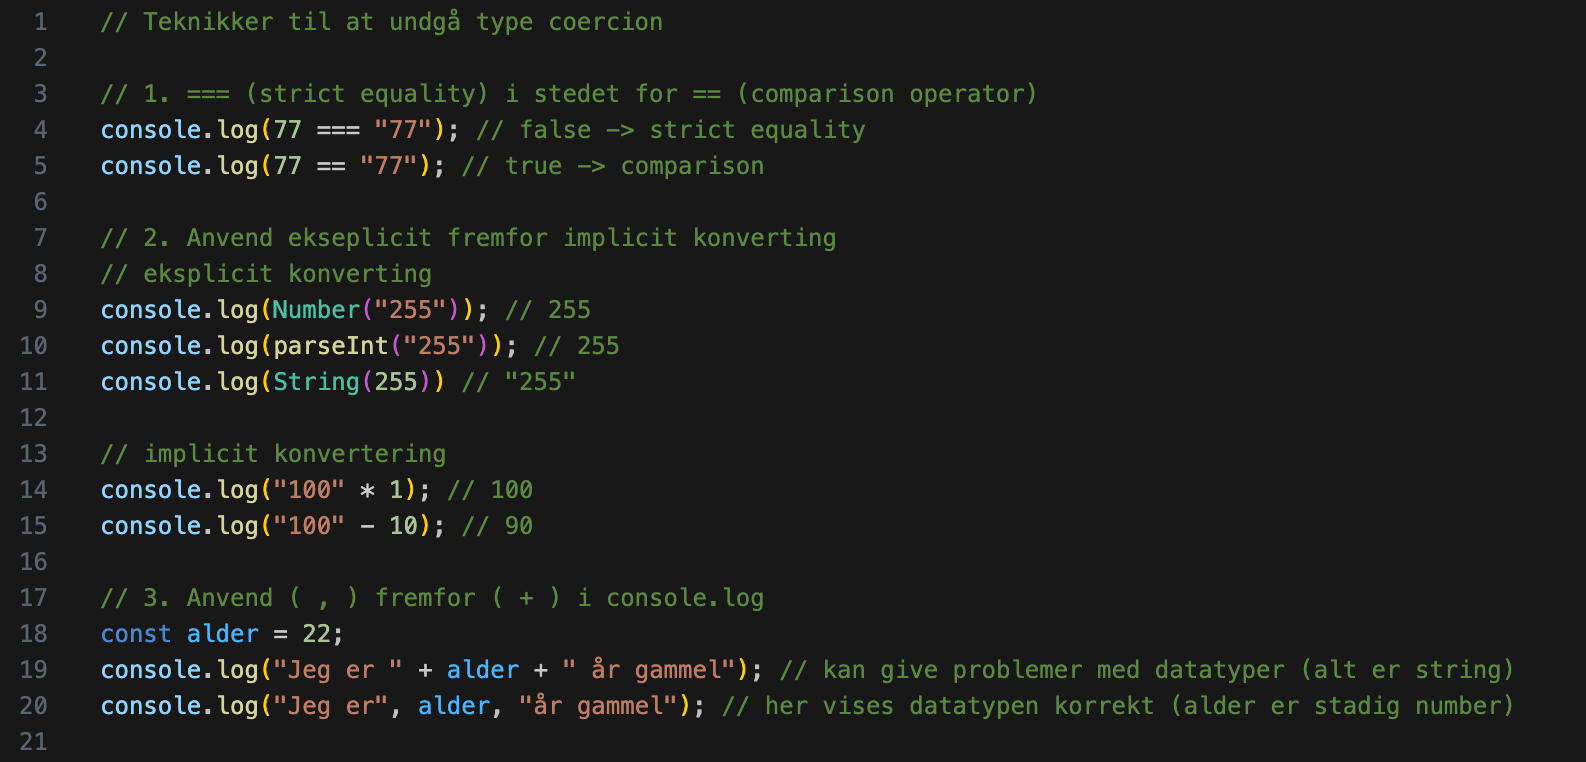 1 // Teknikker til at undgå type coercion
2
3 // 1. === (strict equality) i stedet for == (comparison operator)
4 console.log(77 === "77"); // false -> strict equality
5 console.log(77 == "77"); // true -> comparison
6
7 // 2. Anvend ekseplicit fremfor implicit konverting
8 // eksplicit konverting
9 console.log(Number("255")); // 255
10 console.log(parseInt("255")); // 255
11 console.log(String(255)) // "255"
12
13 // implicit konvertering
14 console.log("100" * 1); // 100
15 console.log("100" - 10); // 90
16
17 // 3. Anvend ( , ) fremfor ( + ) i console.log
18 const alder = 22;
19 console.log("Jeg er " + alder + " år gammel"); // kan give problemer med datatyper (alt er string)
20 console.log("Jeg er", alder, "år gammel"); // her vises datatypen korrekt (alder er stadig number)
21